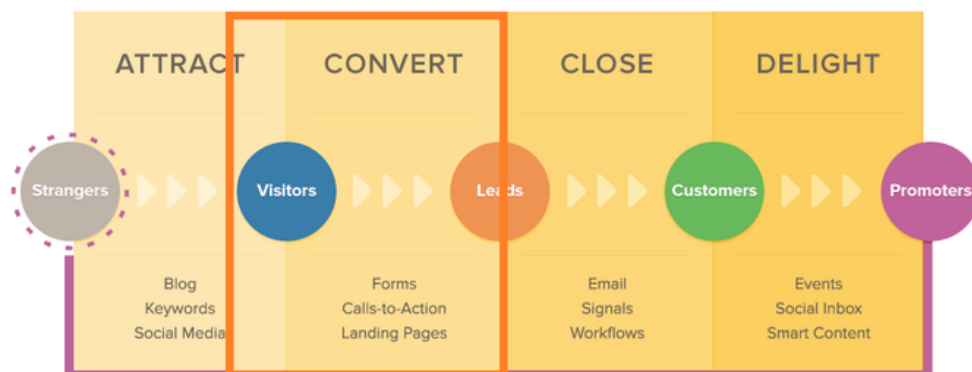 ATTRACT
CONVERT
CLOSE
DELIGHT
Strangers
Visitors
Leads
Customers
Promoters
Blog
Keywords
Social Media
Forms
Calls-to-Action
Landing Pages
Email
Signals
Workflows
Events
Social Inbox
Smart Content